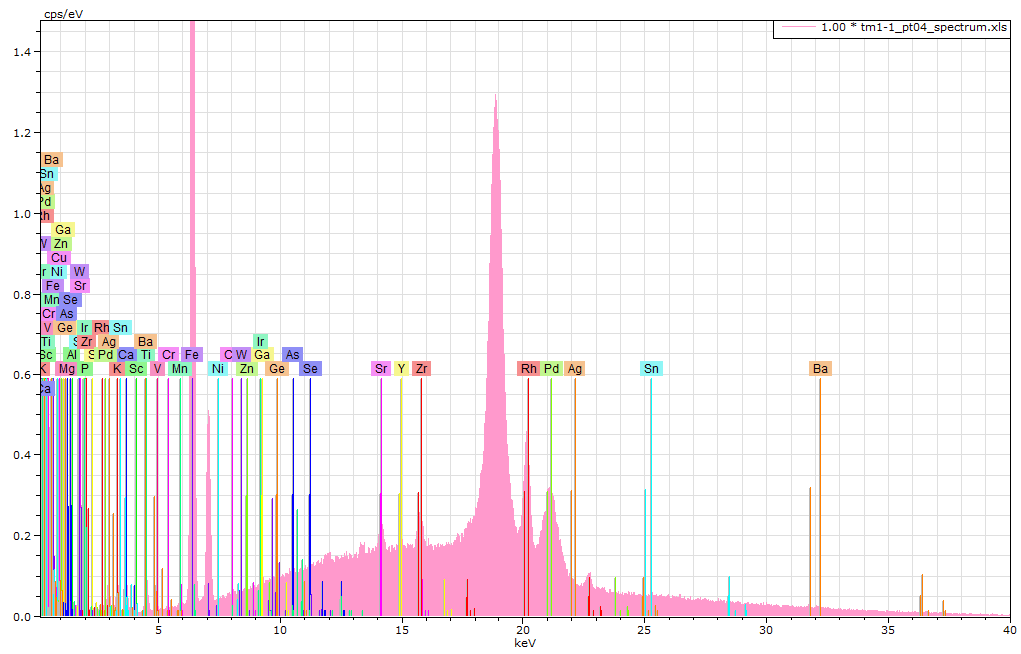 cps/eV
1.00 * tm1-1_pt04_spectrum.xls
1.4
1.2
Ba
Sn
Ag
Pd
Rh
1.0
Ga
W Zn
Cu
Ni W
Fe Sr
0.8 Mn Se
Cr As
V Ge Ir Rh Sn
Ti Zr Ag Ba Ir
Sc Al S Pd Ca Ti Cr Fe C W Ga As
0.6 K Mg P K Sc V Mn Ni Zn Ge Se Sr Y Zr Rh Pd Ag Sn Ba
Ca
0.4
0.2
0.0
5 10 15 20 25 30 35 40
keV